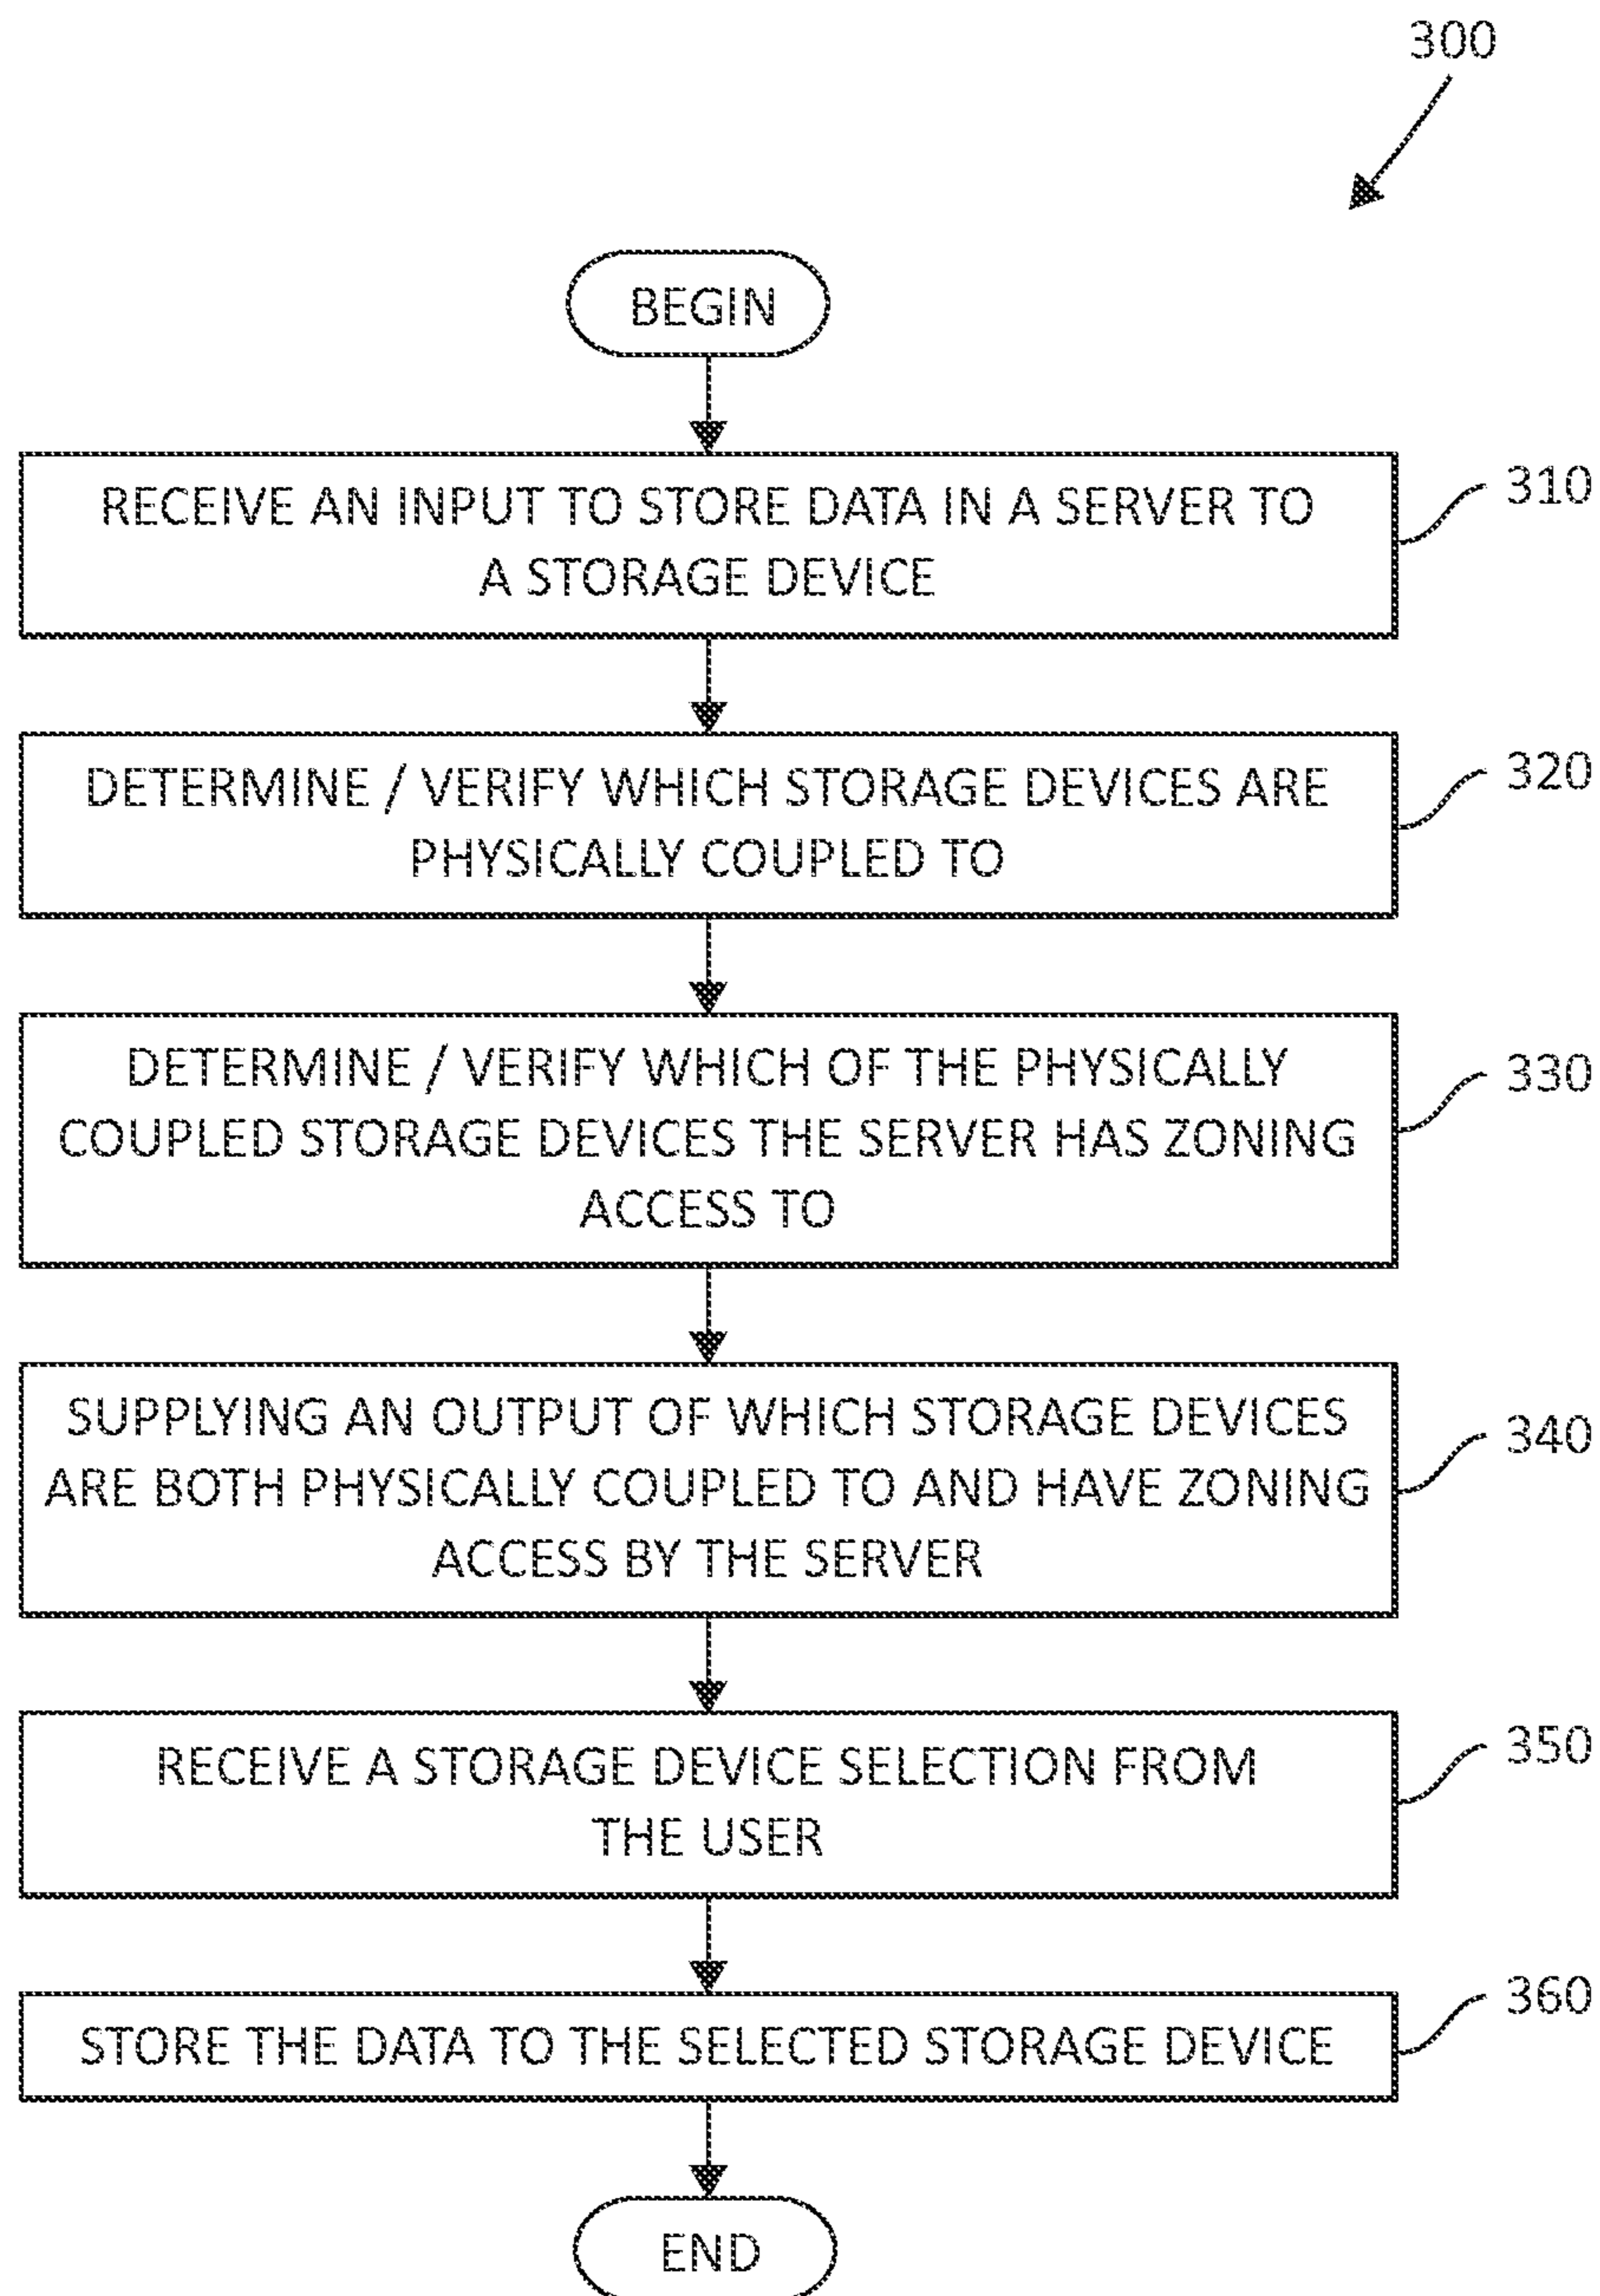 300
BEGIN
RECEIVE AN INPUT TO STORE DATA IN A SERVER TO
A STORAGE DEVICE
310
DETERMINE / VERIFY WHICH STORAGE DEVICES ARE
PHYSICALLY COUPLED TO
320
DETERMINE / VERIFY WHICH OF THE PHYSICALLY
COUPLED STORAGE DEVICES THE SERVER HAS ZONING
ACCESS TO
330
SUPPLYING AN OUTPUT OF WHICH STORAGE DEVICES
ARE BOTH PHYSICALLY COUPLED TO AND HAVE ZONING
ACCESS BY THE SERVER
340
RECEIVE A STORAGE DEVICE SELECTION FROM
THE USER
350
STORE THE DATA TO THE SELECTED STORAGE DEVICE
360
END